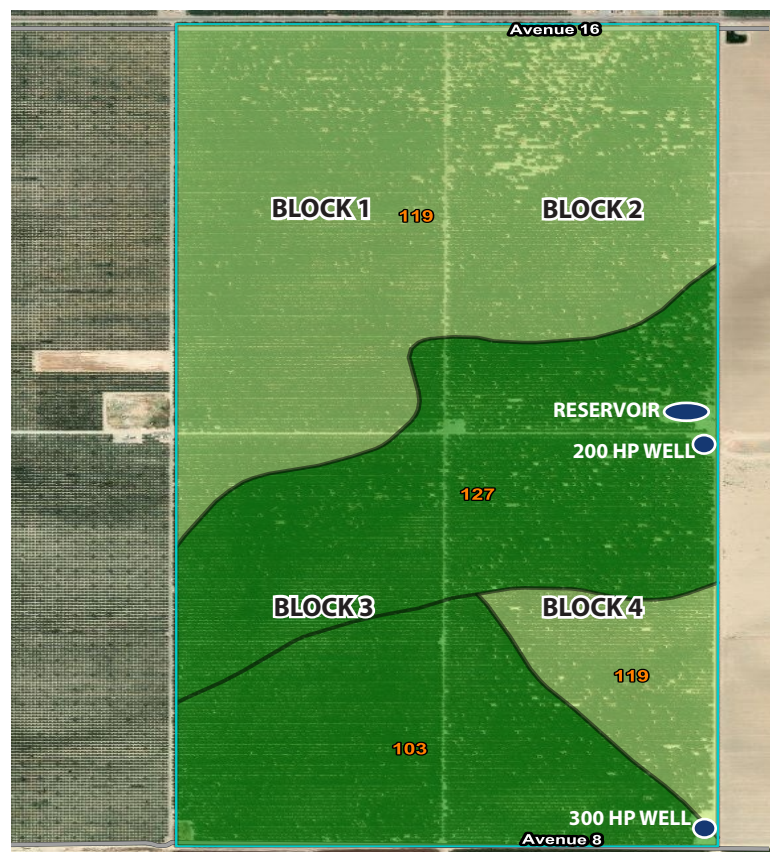 Avenue 16
BLOCK 1
119
BLOCK 2
RESERVOIR
200 HP WELL
127
BLOCK 3
BLOCK 4
119
103
300 HP WELL
Avenue 8